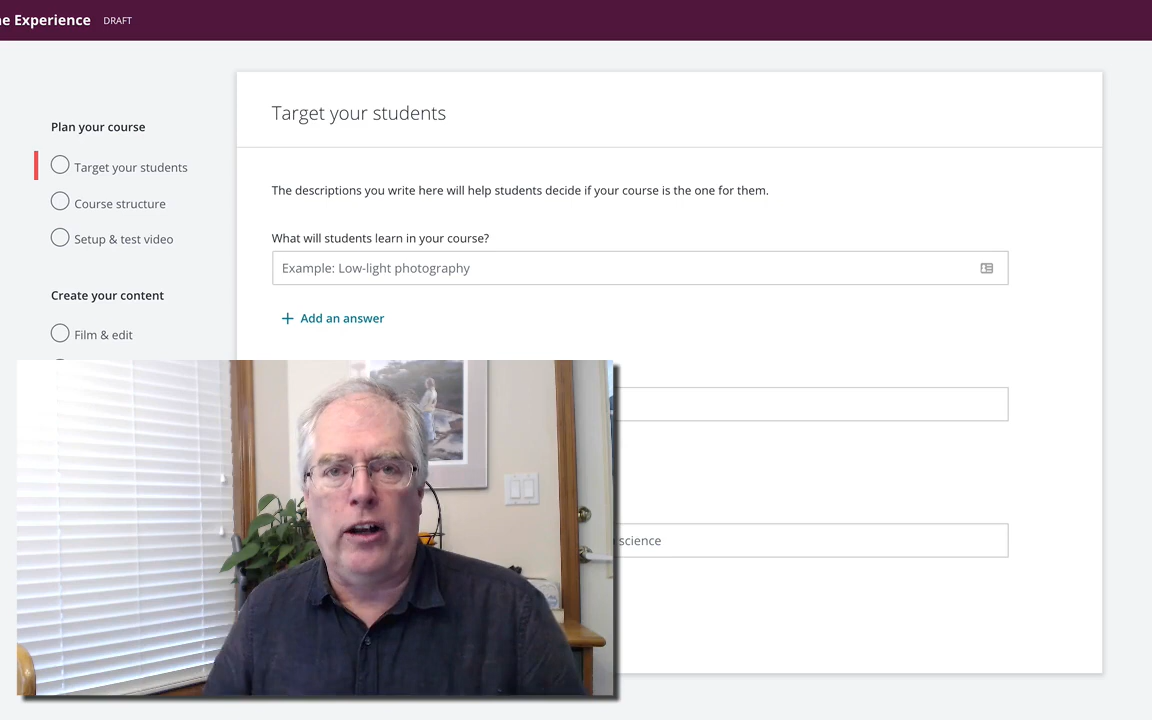 Experience DRAFT
Target your students
Plan your course
Target your students
Course structure
Setup & test video
Create your content
Film & edit
The descriptions you write here will help students decide if your course is the one for them.
What will students learn in your course?
Example: Low-light photography
Add an answer
science